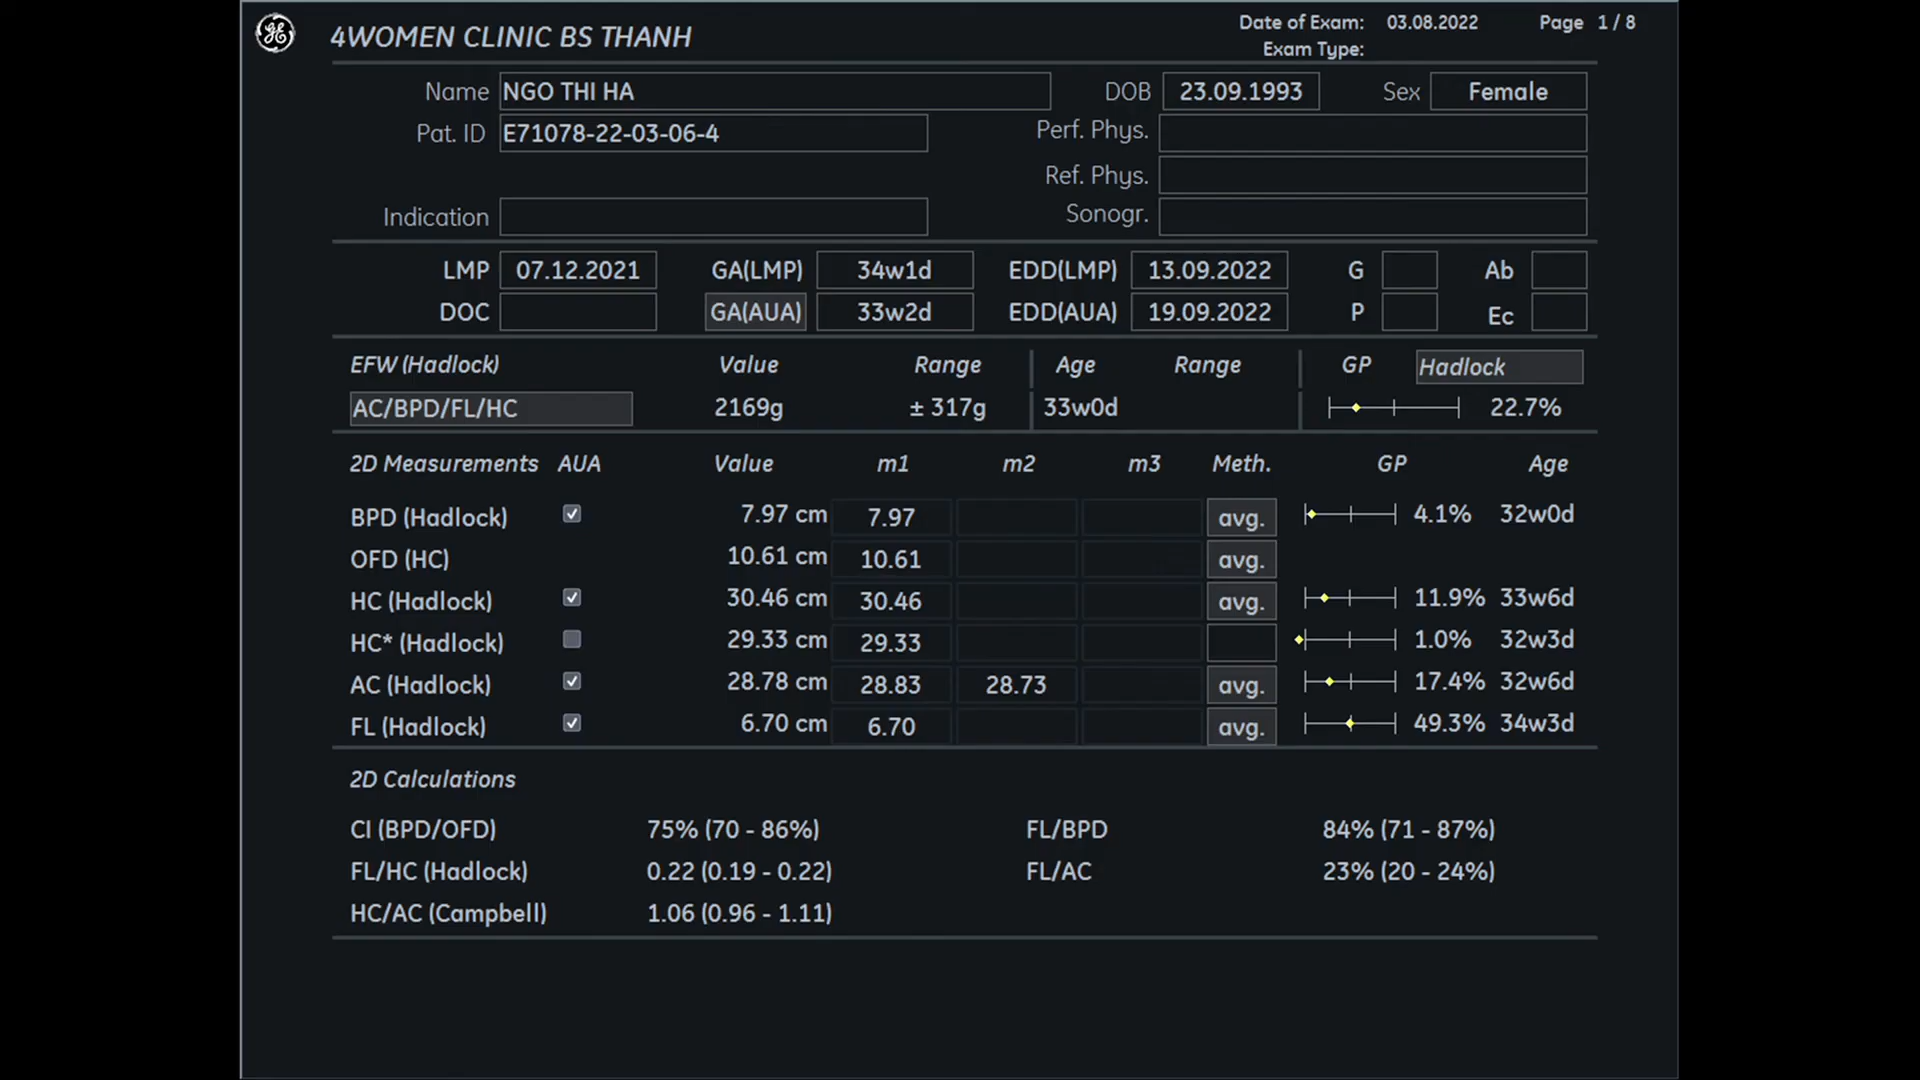 4WOMEN CLINIC BS THANH
Date of Exam: 03.08.2022 Page 1 / 8
Exam Type:
Name NGO THI HA DOB 23.09.1993 Sex Female
Pat. ID E71078-22-03-06-4 Perf. Phys.
Ref. Phys.
Indication Sonogr.
LMP 07.12.2021 GA(LMP) 34w1d EDD(LMP) 13.09.2022 G Ab
DOC GA(AUA) 33w2d EDD(AUA) 19.09.2022 P Ec
EFW (Hadlock) Value Range Age Range GP Hadlock
AC/BPD/FL/HC 2169g ± 317g 33w0d 22.7%
2D Measurements AUA Value m1 m2 m3 Meth. GP Age
BPD (Hadlock) 7.97 cm 7.97 avg. 4.1% 32w0d
OFD (HC) 10.61 cm 10.61 avg.
HC (Hadlock) 30.46 cm 30.46 avg. 11.9% 33w6d
HC* (Hadlock) 29.33 cm 29.33 1.0% 32w3d
AC (Hadlock) 28.78 cm 28.83 28.73 avg. 17.4% 32w6d
FL (Hadlock) 6.70 cm 6.70 avg. 49.3% 34w3d
2D Calculations
CI (BPD/OFD) 75% (70 - 86%) FL/BPD 84% (71 - 87%)
FL/HC (Hadlock) 0.22 (0.19 - 0.22) FL/AC 23% (20 - 24%)
HC/AC (Campbell) 1.06 (0.96 - 1.11)